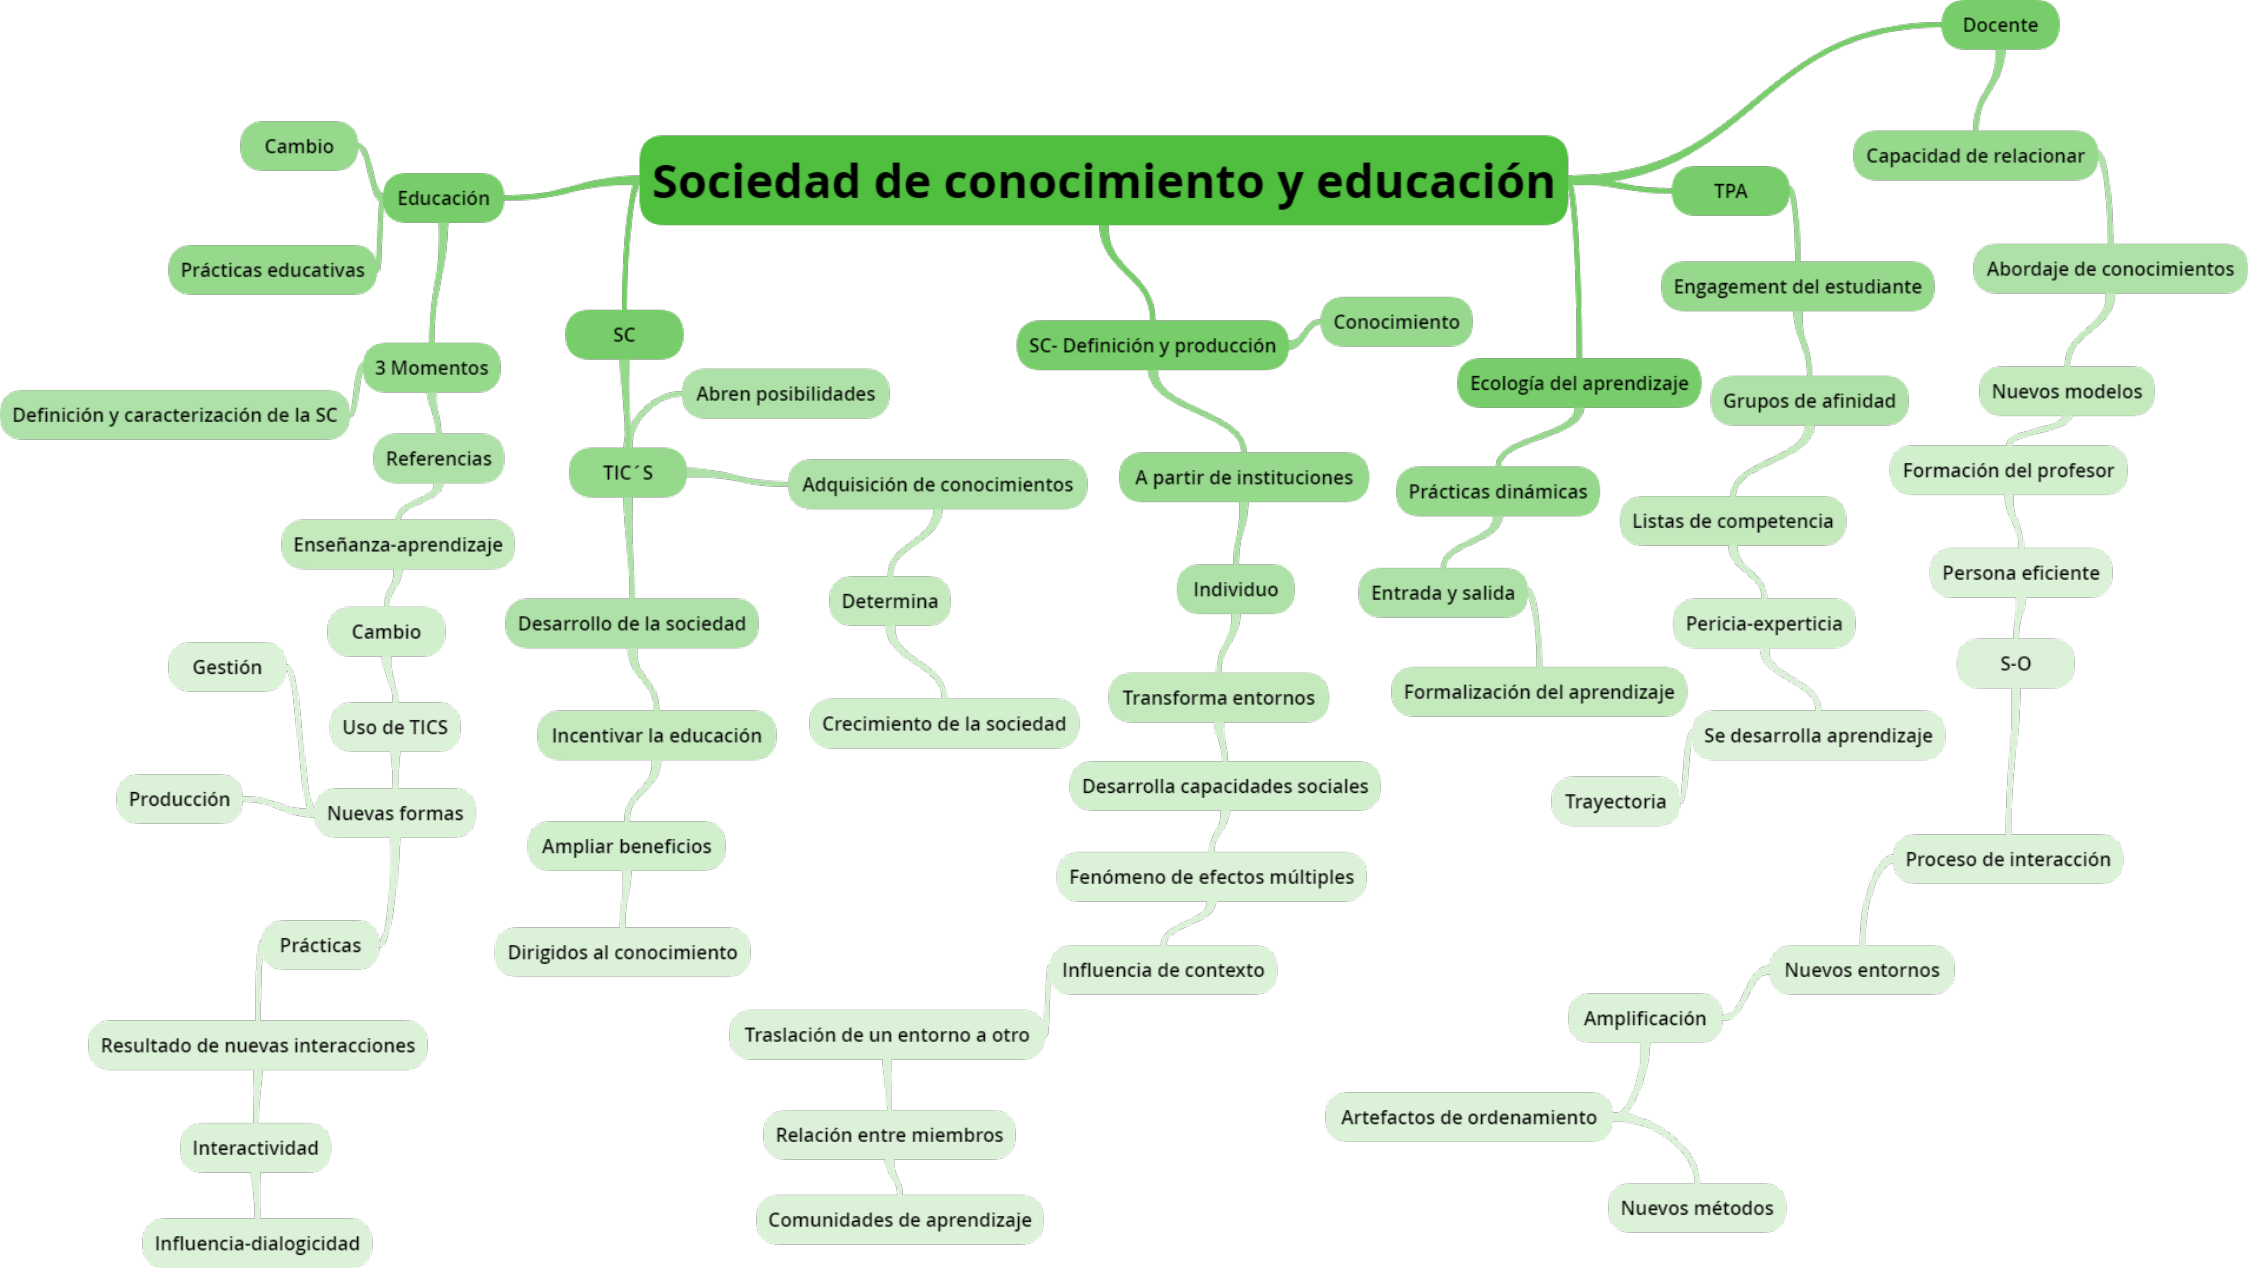 Sociedad de conocimiento y educación
Educación
Cambio
Prácticas educativas
3 Momentos
Definición y caracterización de la SC
Referencias
Enseñanza-aprendizaje
Cambio
Uso de TICS
Nuevas formas
Gestión
Producción
Prácticas
Resultado de nuevas interacciones
Interactividad
Influencia-dialogicidad
SC
TIC´S
Abren posibilidades
Adquisición de conocimientos
Determina
Crecimiento de la sociedad
Desarrollo de la sociedad
Incentivar la educación
Ampliar beneficios
Dirigidos al conocimiento
SC- Definición y producción
Conocimiento
A partir de instituciones
Individuo
Transforma entornos
Desarrolla capacidades sociales
Fenómeno de efectos múltiples
Influencia de contexto
Traslación de un entorno a otro
Relación entre miembros
Comunidades de aprendizaje
Ecología del aprendizaje
Prácticas dinámicas
Entrada y salida
Formalización del aprendizaje
TPA
Engagement del estudiante
Grupos de afinidad
Listas de competencia
Pericia-experticia
Se desarrolla aprendizaje
Trayectoria
Docente
Capacidad de relacionar
Abordaje de conocimientos
Nuevos modelos
Formación del profesor
Persona eficiente
S-O
Proceso de interacción
Nuevos entornos
Amplificación
Artefactos de ordenamiento
Nuevos métodos